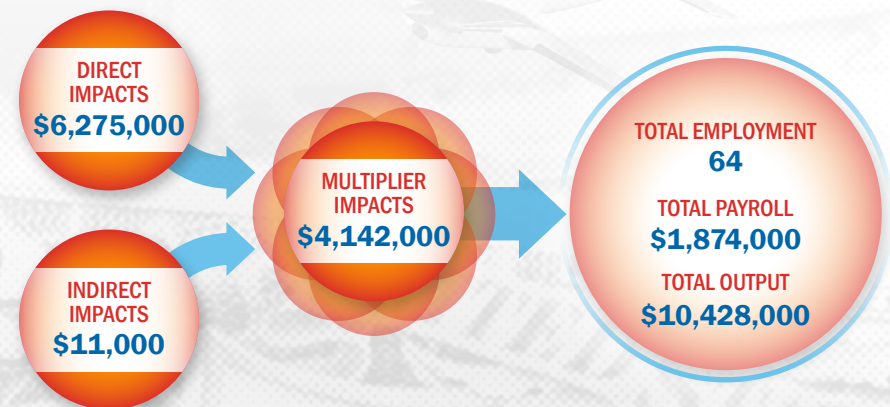 DIRECT
IMPACTS
$6,275,000
INDIRECT
IMPACTS
$11,000
MULTIPLIER
IMPACTS
$4,142,000
TOTAL EMPLOYMENT
64
TOTAL PAYROLL
$1,874,000
TOTAL OUTPUT
$10,428,000